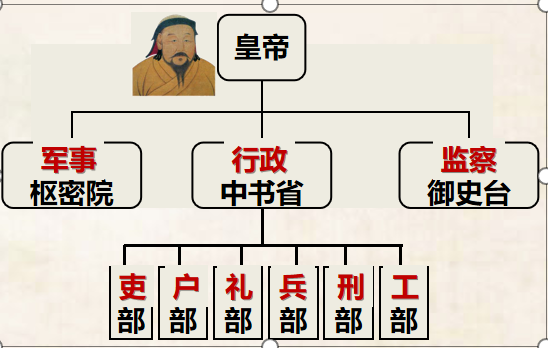 皇帝
军事
枢密院
行政
中书省
监察
御史台
吏
部
户
部
礼
部
兵
部
刑
部
工
部